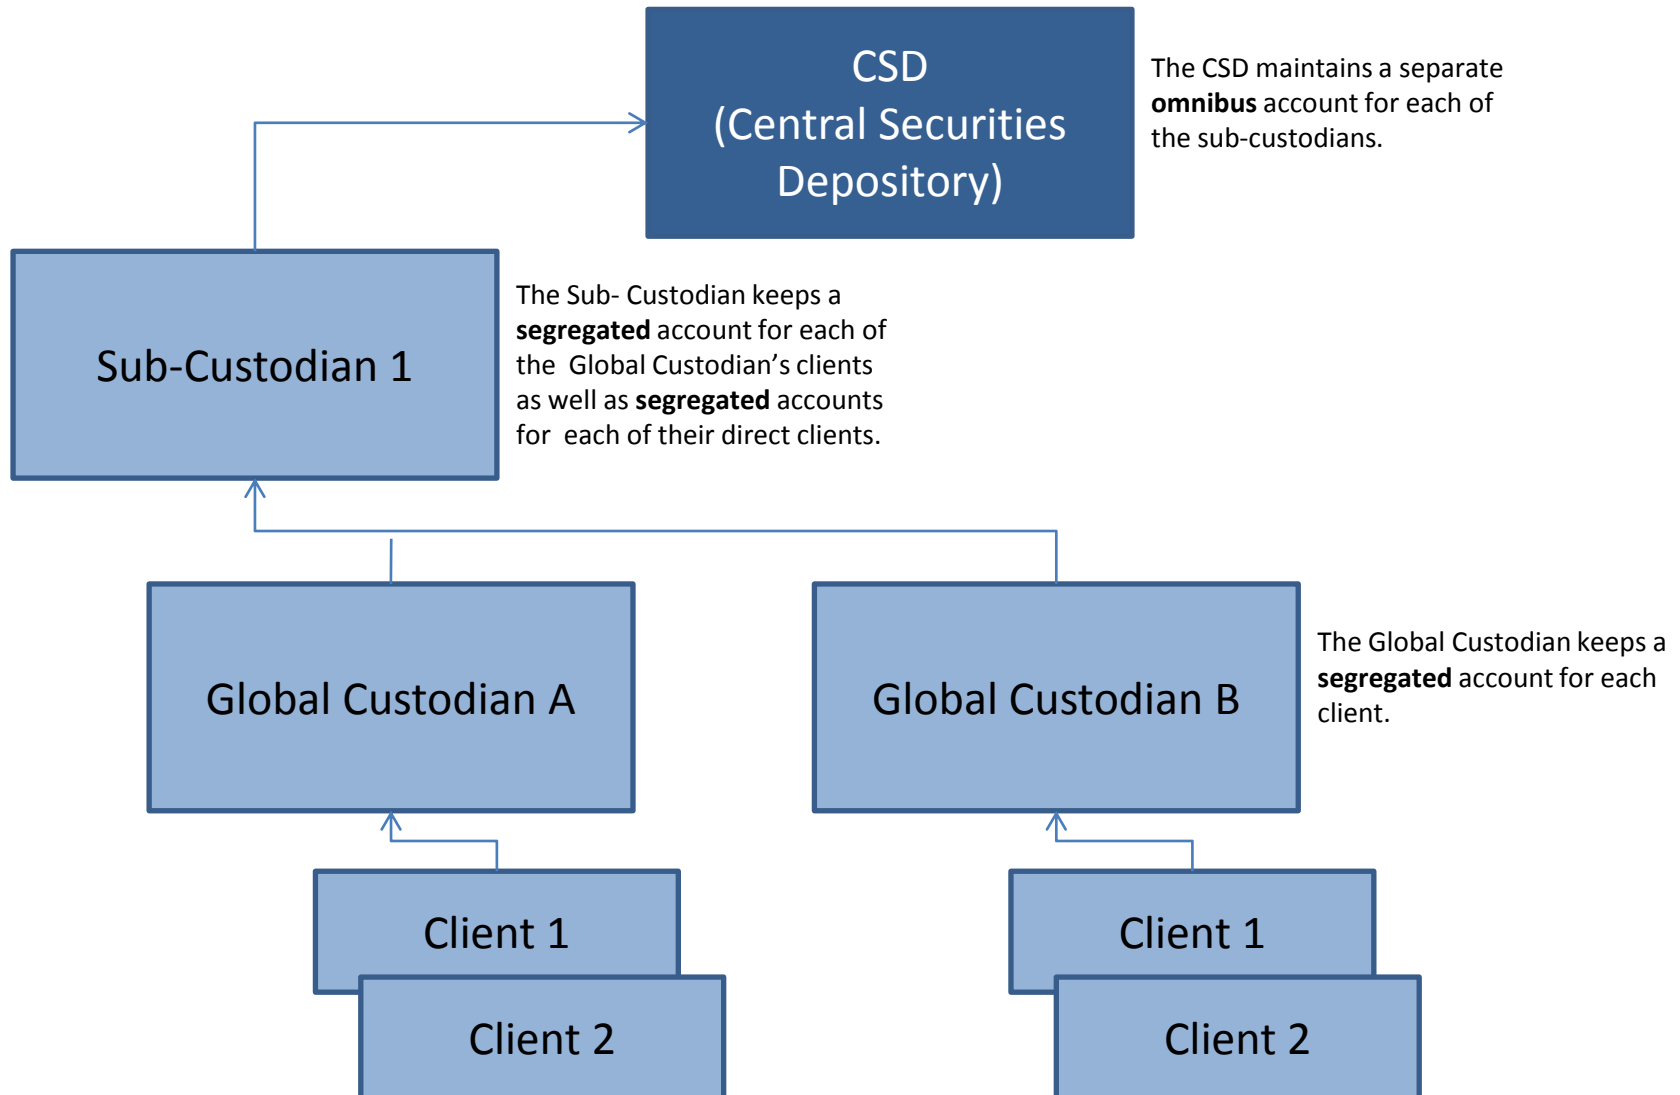 CSD
(Central Securities
Depository)
The CSD maintains a separate
omnibus account for each of
the sub-custodians.
Sub-Custodian 1
The Sub- Custodian keeps a
segregated account for each of
the Global Custodian’s clients
as well as segregated accounts
for each of their direct clients.
Global Custodian A
Global Custodian B
The Global Custodian keeps a
segregated account for each
client.
Client 1
Client 2
Client 1
Client 2